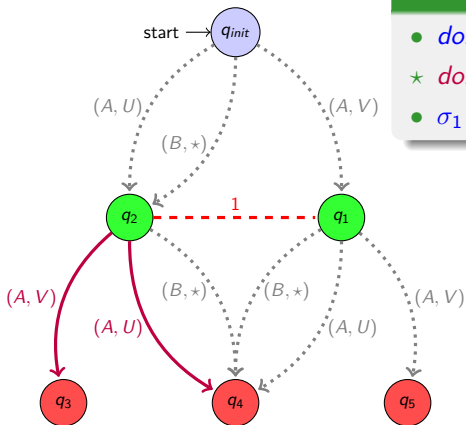 start
q_init
• do
⋆ do
• σ₁
(A, U)
(B, ⋆)
(A, V)
q₂
1
q₁
(A, V)
(A, U)
(B, ⋆)
(B, ⋆)
(A, U)
(A, V)
q₃
q₄
q₅